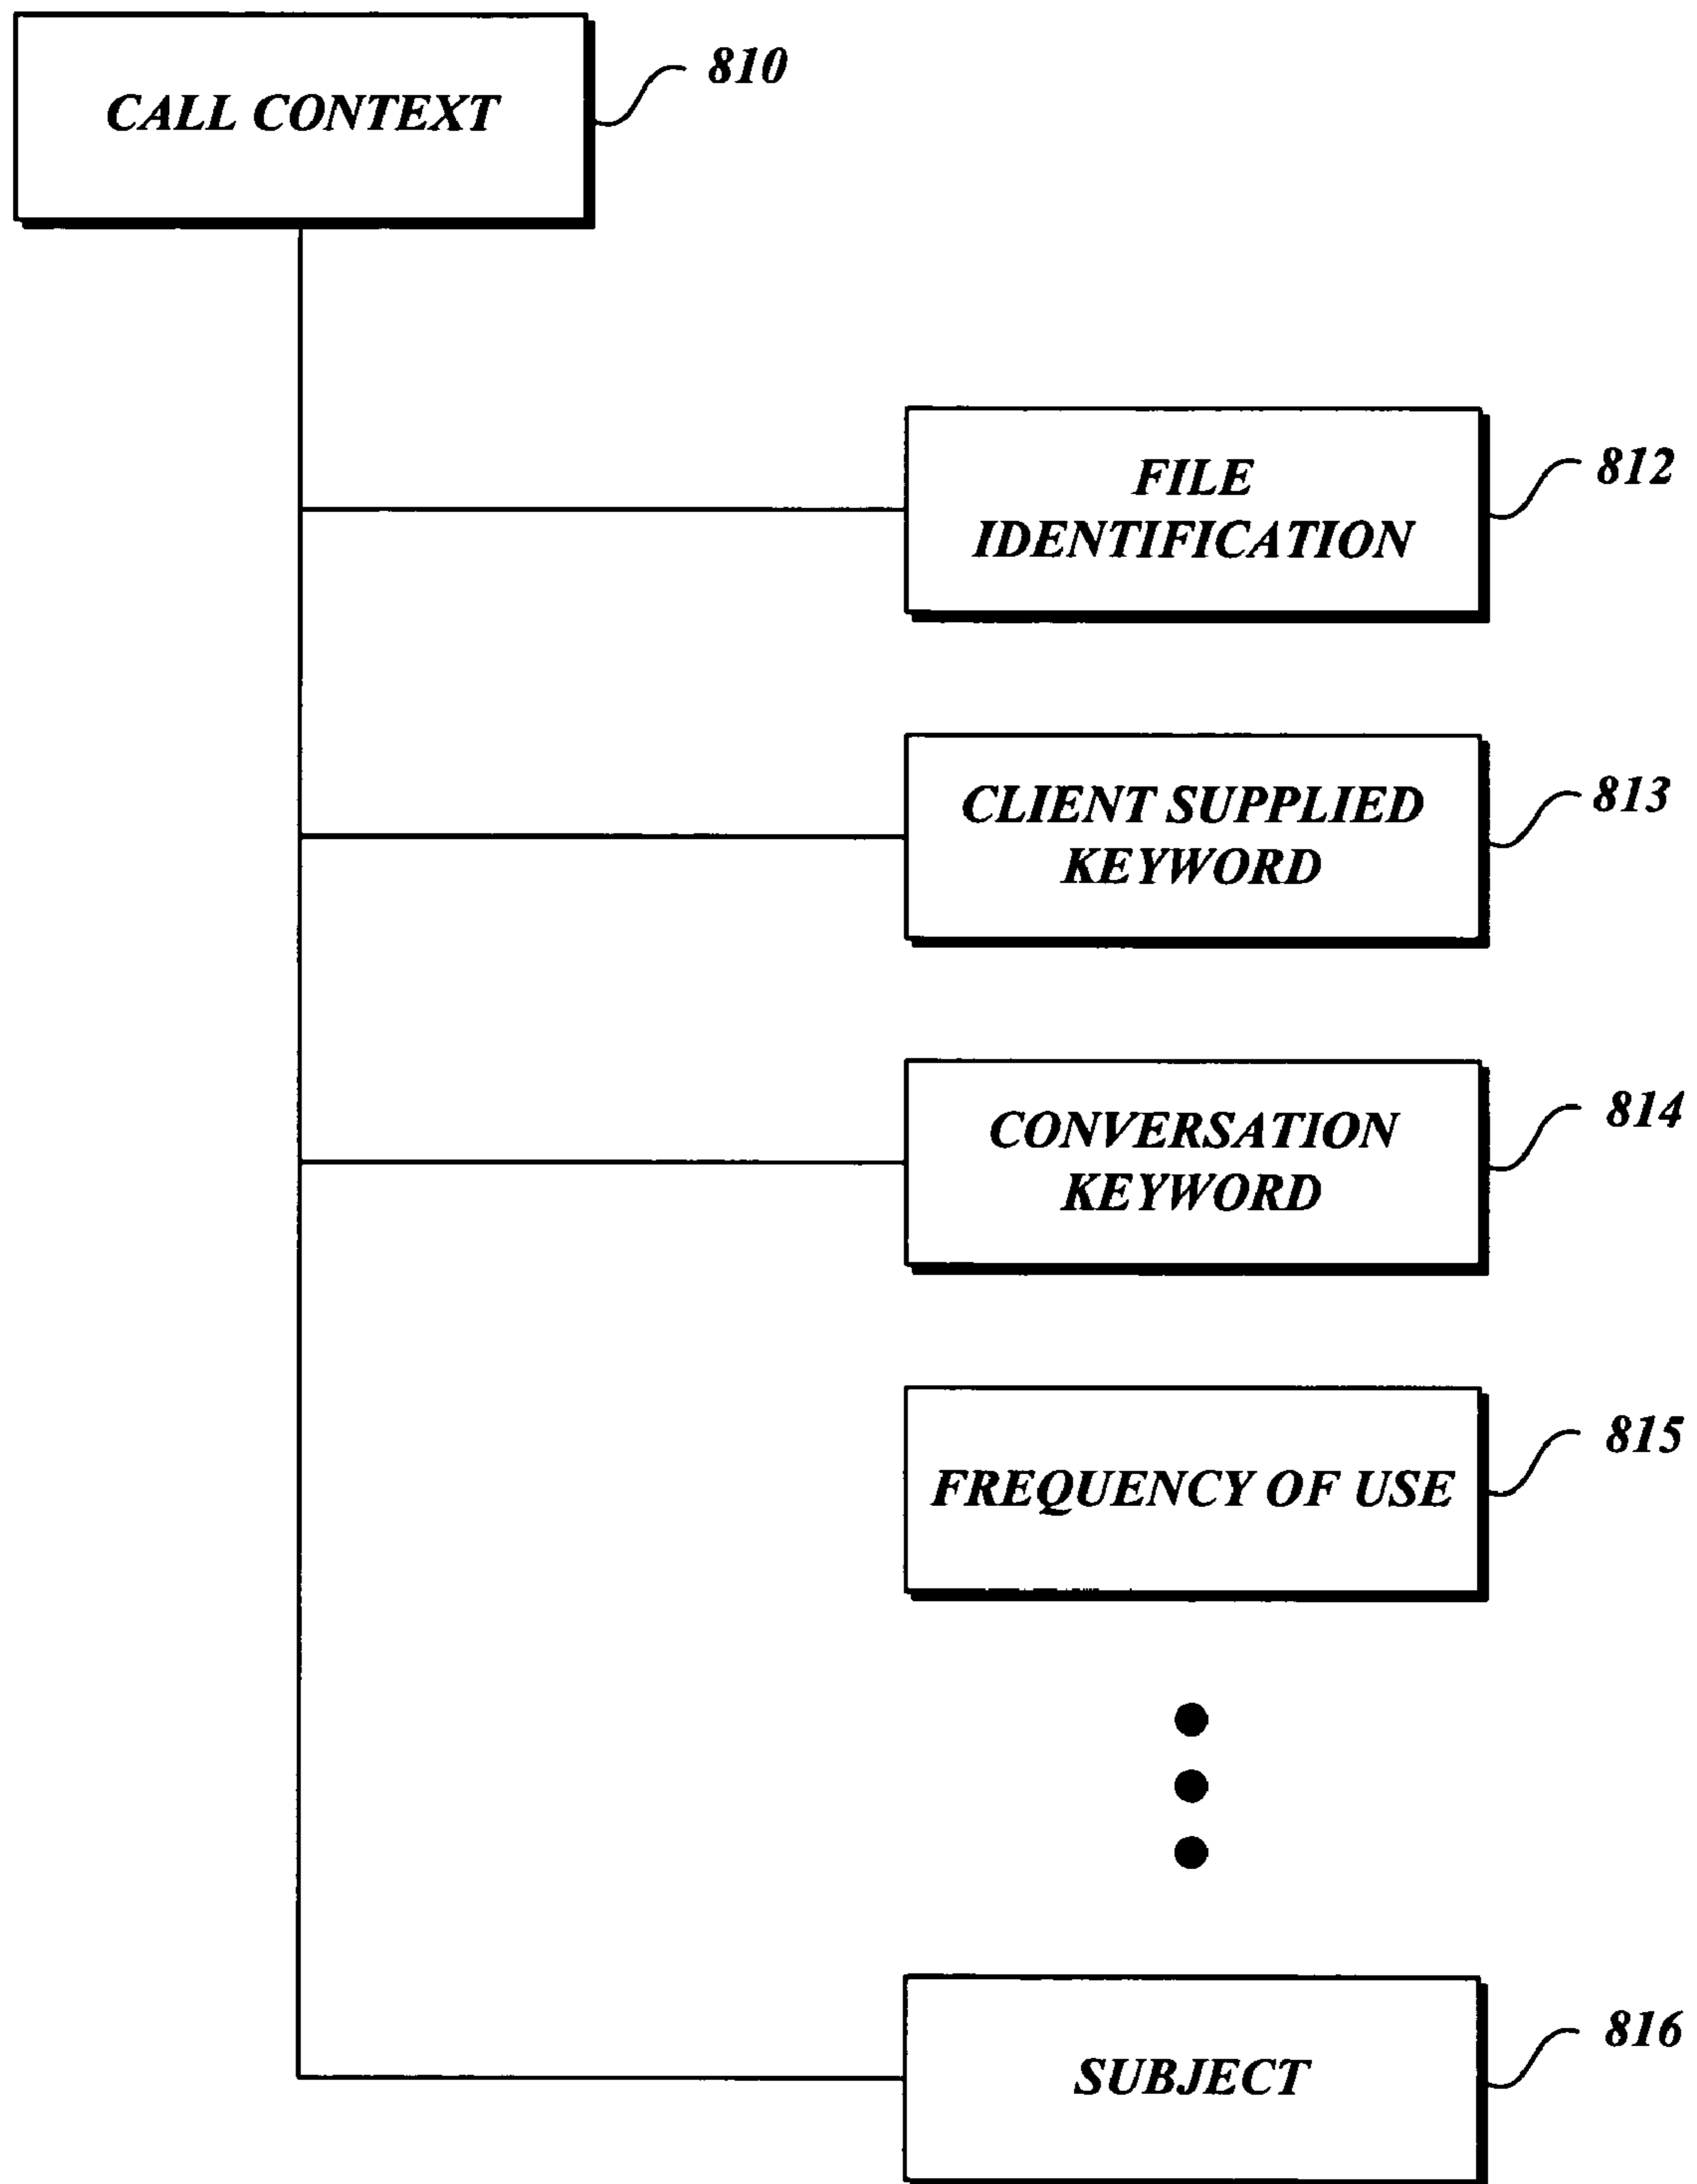 CALL CONTEXT
810
FILE
IDENTIFICATION
812
CLIENT SUPPLIED
KEYWORD
813
CONVERSATION
KEYWORD
814
FREQUENCY OF USE
815
SUBJECT
816